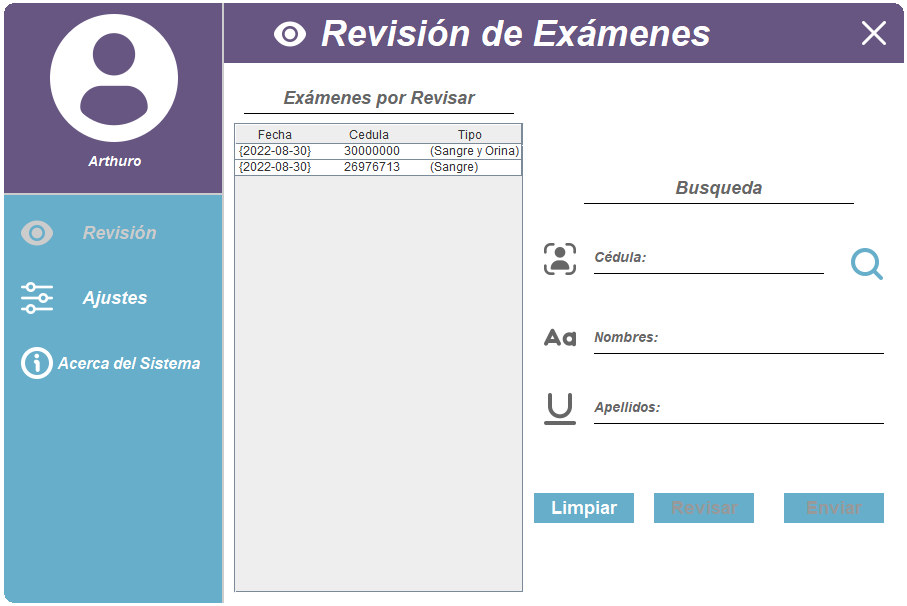 Revisión de Exámenes
Arthuro
Revisión
Ajustes
Acerca del Sistema
Exámenes por Revisar
Fecha Cedula Tipo
{2022-08-30} 30000000 (Sangre y Orina)
{2022-08-30} 26976713 (Sangre)
Busqueda
Cédula:
Aa Nombres:
U Apellidos:
Limpiar Revisar Enviar